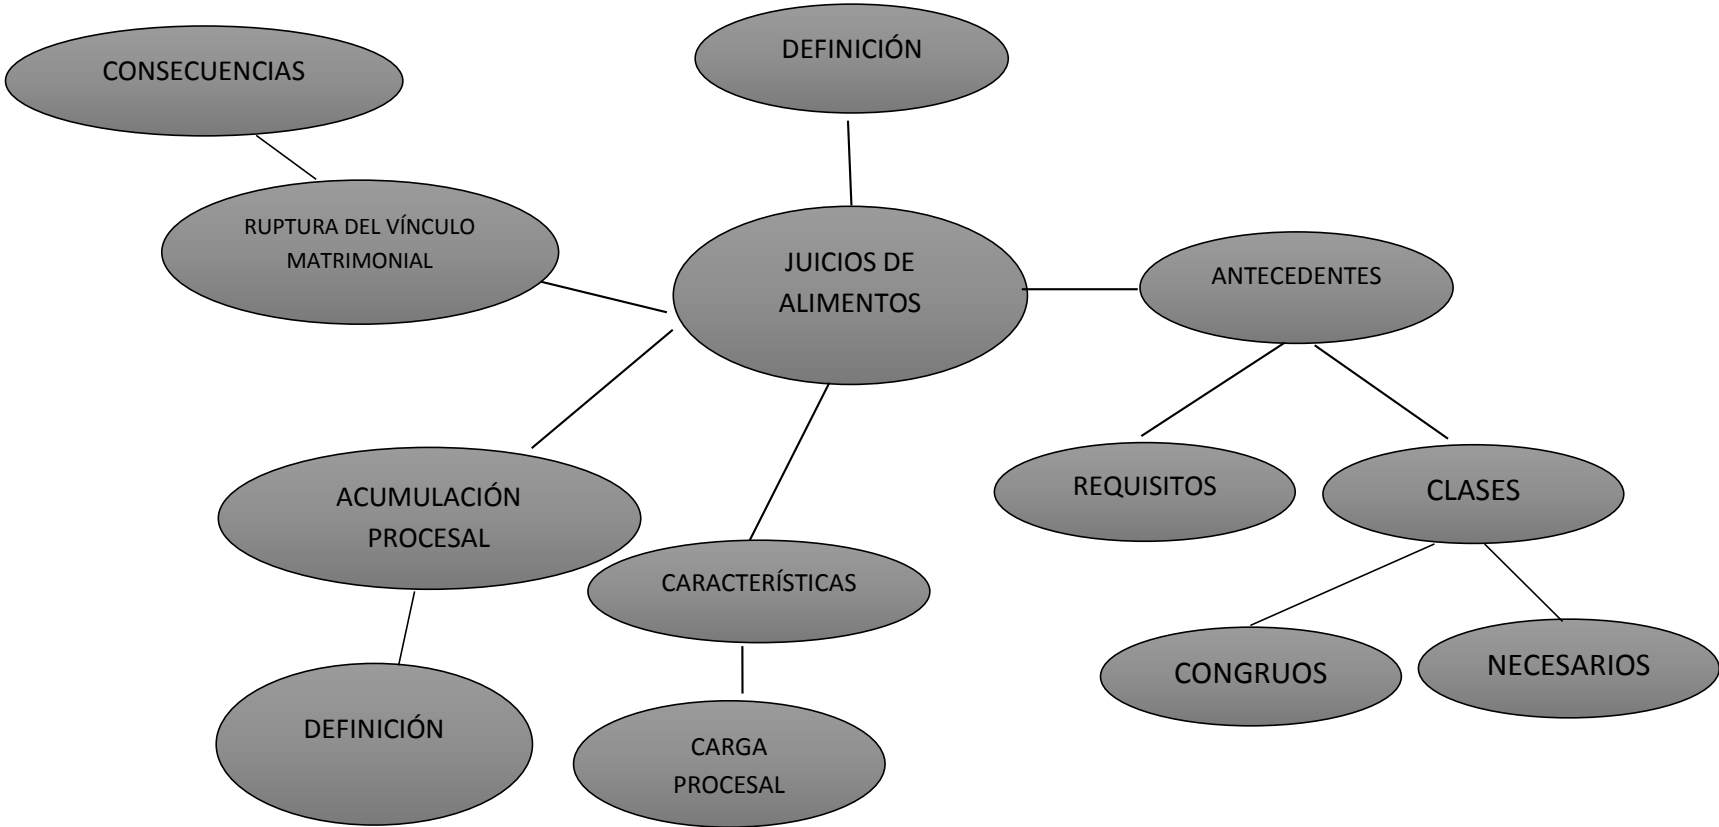 DEFINICIÓN
CONSECUENCIAS
RUPTURA DEL VÍNCULO
MATRIMONIAL
JUICIOS DE
ALIMENTOS
ANTECEDENTES
ACUMULACIÓN
PROCESAL
REQUISITOS
CLASES
CARACTERÍSTICAS
CONGRUOS
NECESARIOS
DEFINICIÓN
CARGA
PROCESAL